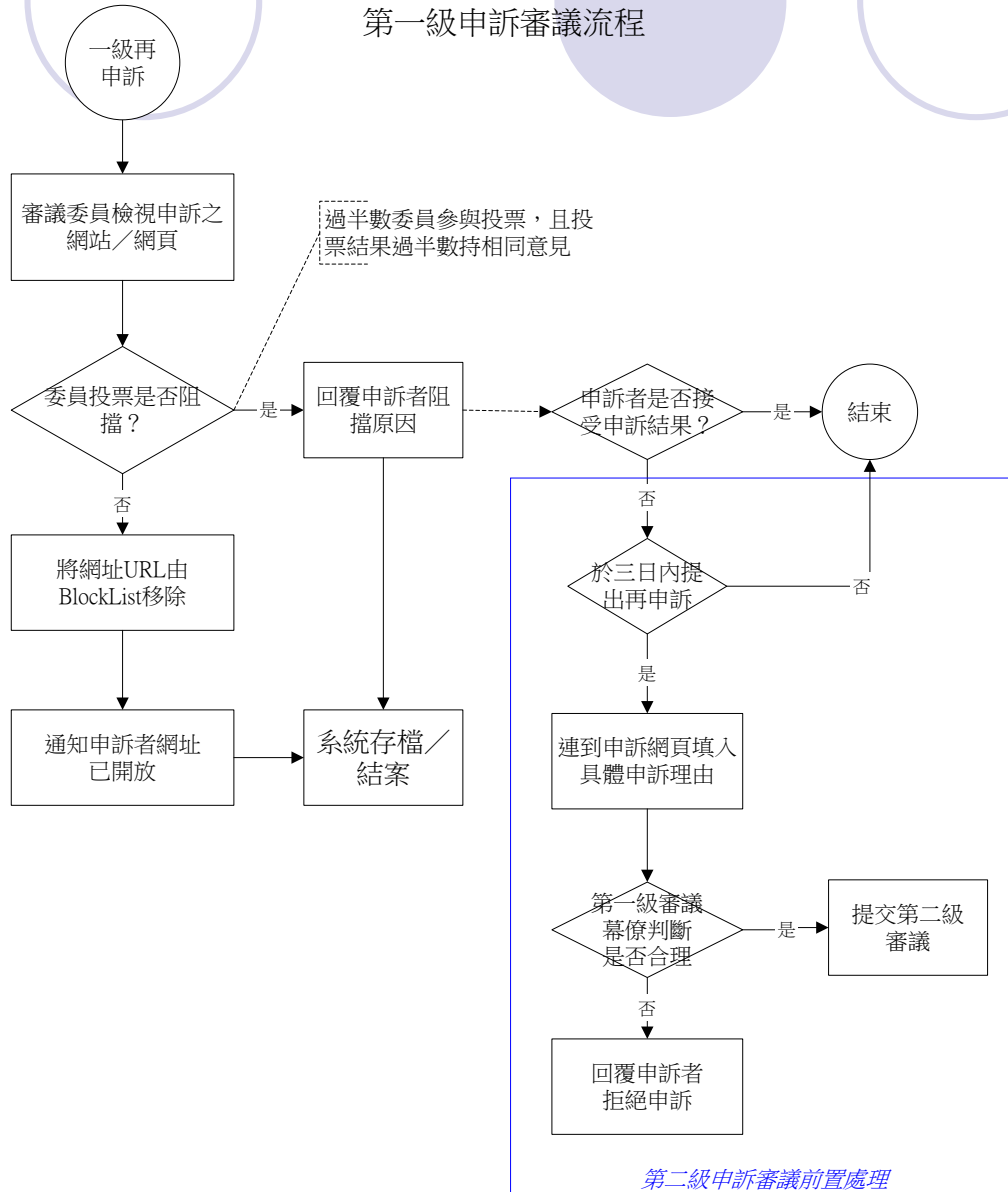 第一級申訴審議流程
一級再
申訴
審議委員檢視申訴之
網站／網頁
過半數委員參與投票，且投
票結果過半數持相同意見
委員投票是否阻
擋？
是
回覆申訴者阻
擋原因
申訴者是否接
受申訴結果？
是
結束
否
否
將網址URL由
BlockList移除
於三日內提
出再申訴
否
是
通知申訴者網址
已開放
系統存檔／
結案
連到申訴網頁填入
具體申訴理由
第一級審議
幕僚判斷
是否合理
是
提交第二級
審議
否
回覆申訴者
拒絕申訴
第二級申訴審議前置處理